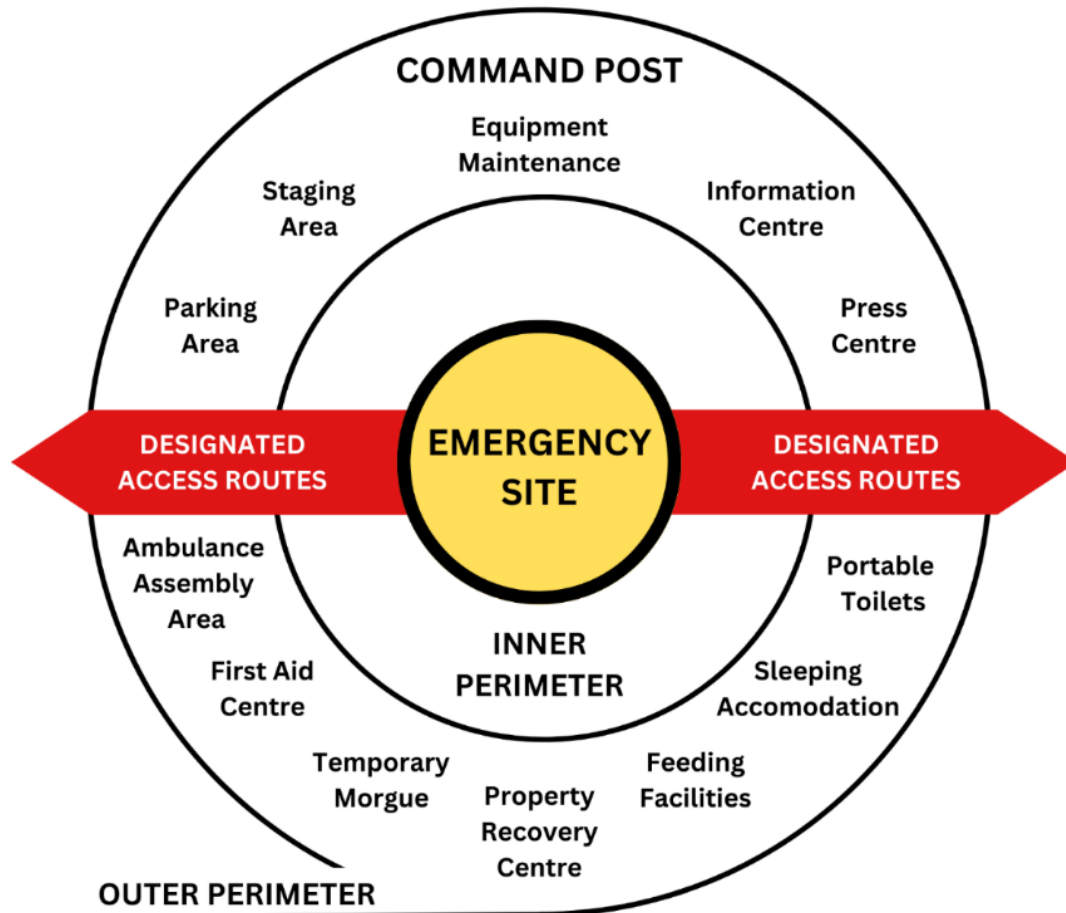 COMMAND POST
Equipment
Maintenance
Staging
Area
Information
Centre
Parking
Area
Press
Centre
DESIGNATED
ACCESS ROUTES
EMERGENCY
SITE
DESIGNATED
ACCESS ROUTES
Ambulance
Assembly
Area
Portable
Toilets
INNER
PERIMETER
First Aid
Centre
Sleeping
Accomodation
Temporary
Morgue
Property
Recovery
Centre
Feeding
Facilities
OUTER PERIMETER